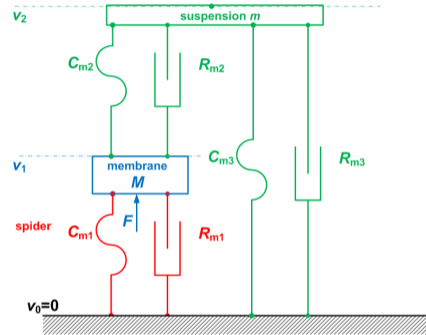 v2
suspension m
Cm2
Rm2
v1
membrane
M
Cm3
Rm3
spider
Cm1
F
Rm1
v0=0